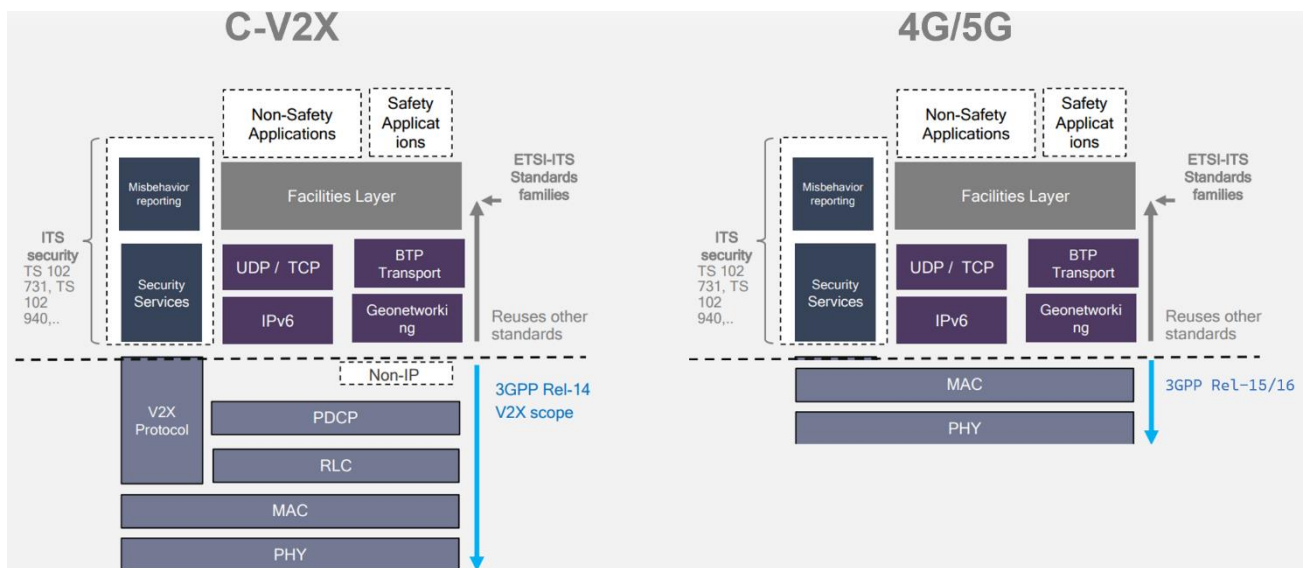 C-V2X
Non-Safety
Applications
Safety
Applicat
ions
Misbehavior
reporting
Facilities Layer
ETSI-ITS
Standards
families
ITS
security
TS 102
731, TS
102
940,..
Security
Services
UDP / TCP
BTP
Transport
IPv6
Geonetworki
ng
Reuses other
standards
Non-IP
V2X
Protocol
PDCP
RLC
MAC
PHY
3GPP Rel-14
V2X scope
4G/5G
Non-Safety
Applications
Safety
Applicat
ions
Misbehavior
reporting
Facilities Layer
ETSI-ITS
Standards
families
ITS
security
TS 102
731, TS
102
940,..
Security
Services
UDP / TCP
BTP
Transport
IPv6
Geonetworki
ng
Reuses other
standards
MAC
PHY
3GPP Rel-15/16